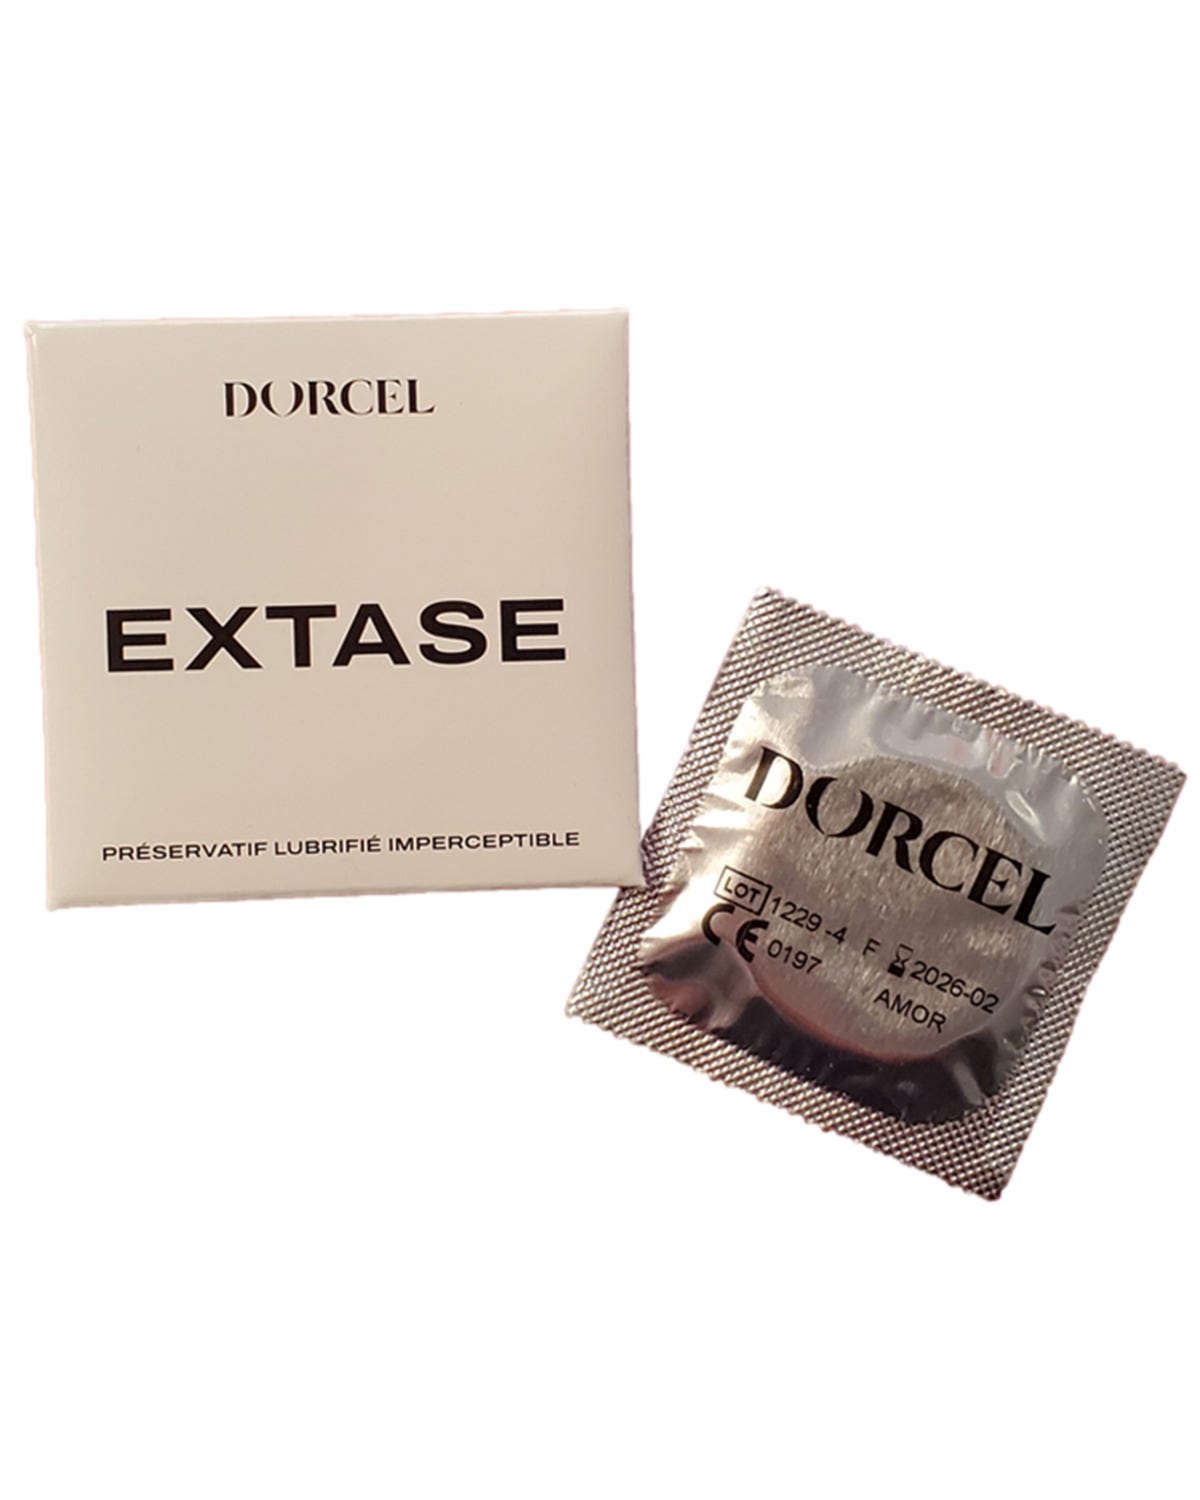 DORCEL
EXTASE
PRÉSERVATIF LUBRIFIÉ IMPERCEPTIBLE
DORCEL
LOT 1229-4 F 2026-02
CE 0197 AMOR